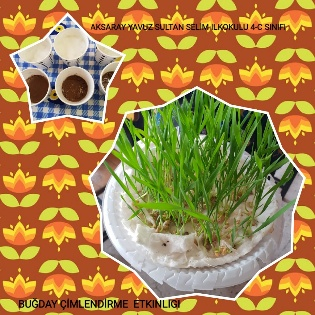 AKSARAY YAVUZ SULTAN SELİM İLKOKULU 4-C SINIFI
BUĞDAY ÇİMLENDİRME ETKİNLİĞİ